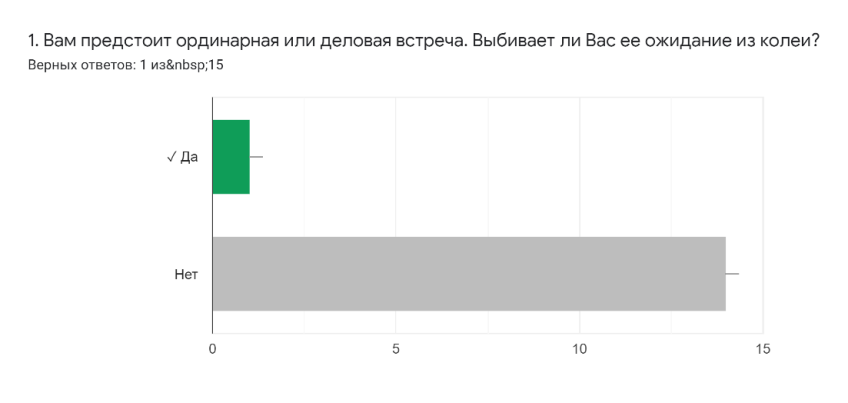 1. Вам предстоит ординарная или деловая встреча. Выбивает ли Вас ее ожидание из колеи?
Верных ответов: 1 из&nbsp;15
✓ Да
Нет
0 5 10 15